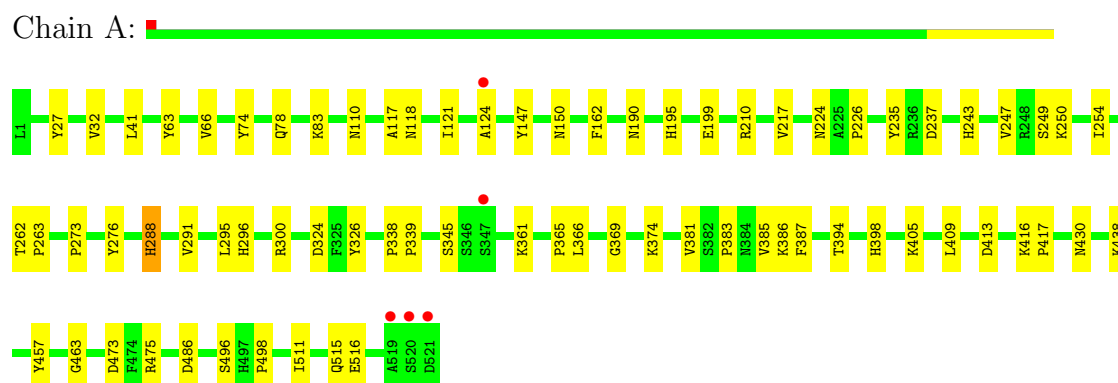 Chain A:
L1 Y27 V32 L41 Y63 V66 Y74 Q78 K83 N110 A117 N118 I121 A124 Y147 N150 F162 N190 H195 E199 R210 V217 N224 A225 P226 Y235 R236 D237 H243 V247 R248 S249 K250 I254
T262 P263 P273 Y276 H288 V291 L295 H296 R300 D324 F325 Y326 P338 P339 S345 S346 S347 K361 P365 L366 G369 K374 V381 S382 P383 N384 V385 K386 F387 T394 H398 K405 L409 D413 K416 P417 N430 K438
Y457 G463 D473 F474 R475 D486 S496 H497 P498 I511 Q515 E516 A519 S520 D521